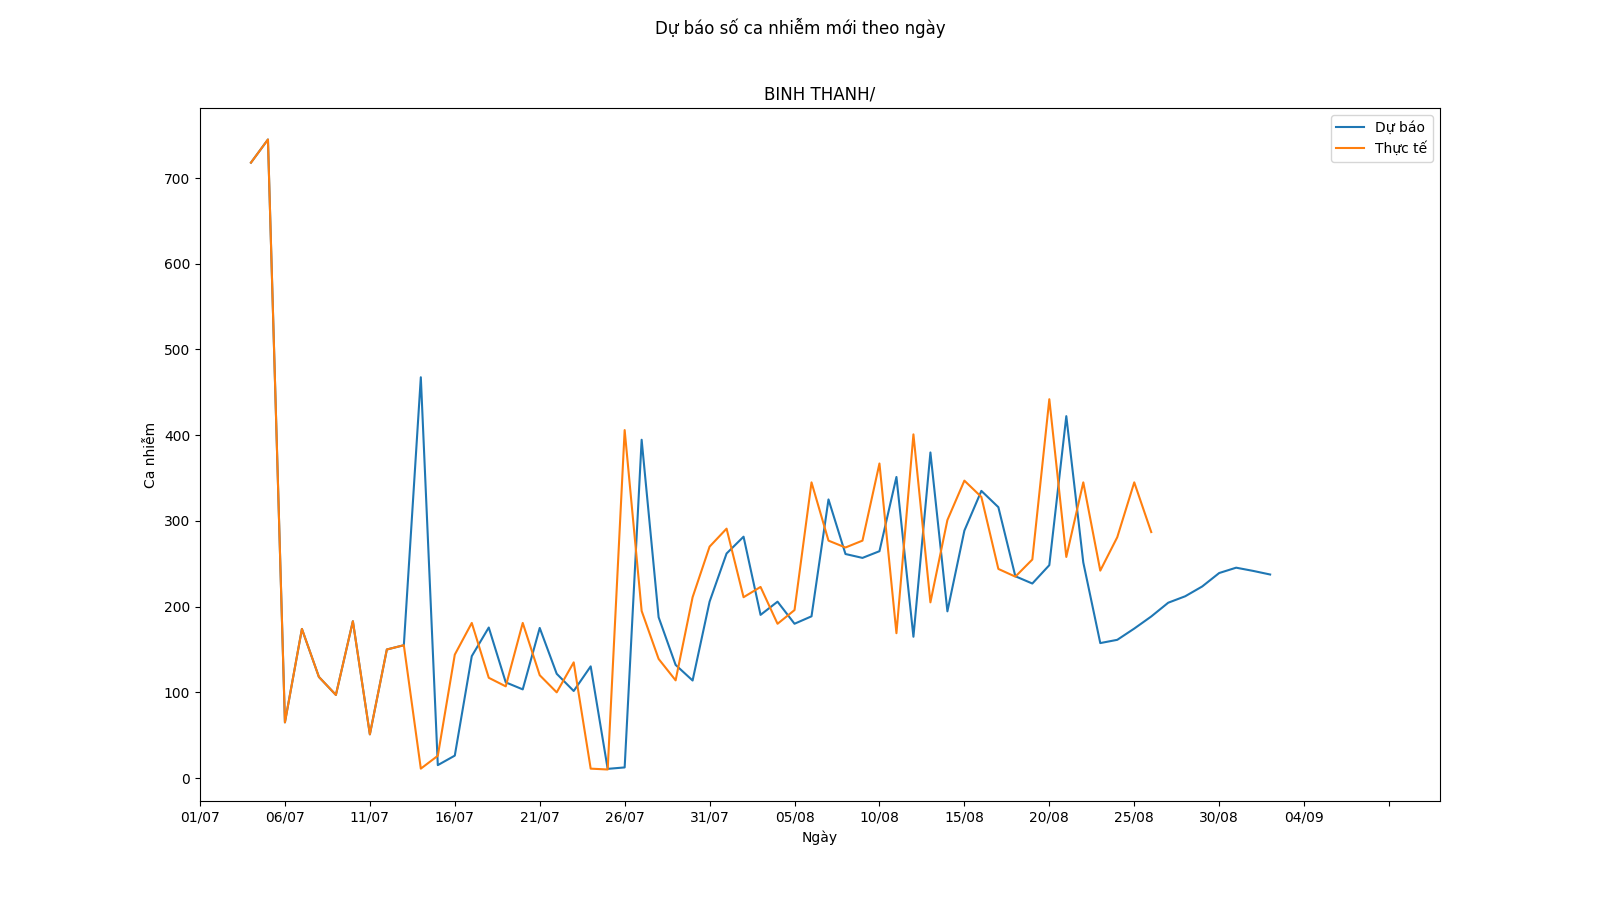 Dự báo số ca nhiễm mới theo ngày
BINH THANH/
Dự báo
Thực tế
700
600
500
400
300
200
100
0
Ca nhiễm
01/07 06/07 11/07 16/07 21/07 26/07 31/07 05/08 10/08 15/08 20/08 25/08 30/08 04/09
Ngày